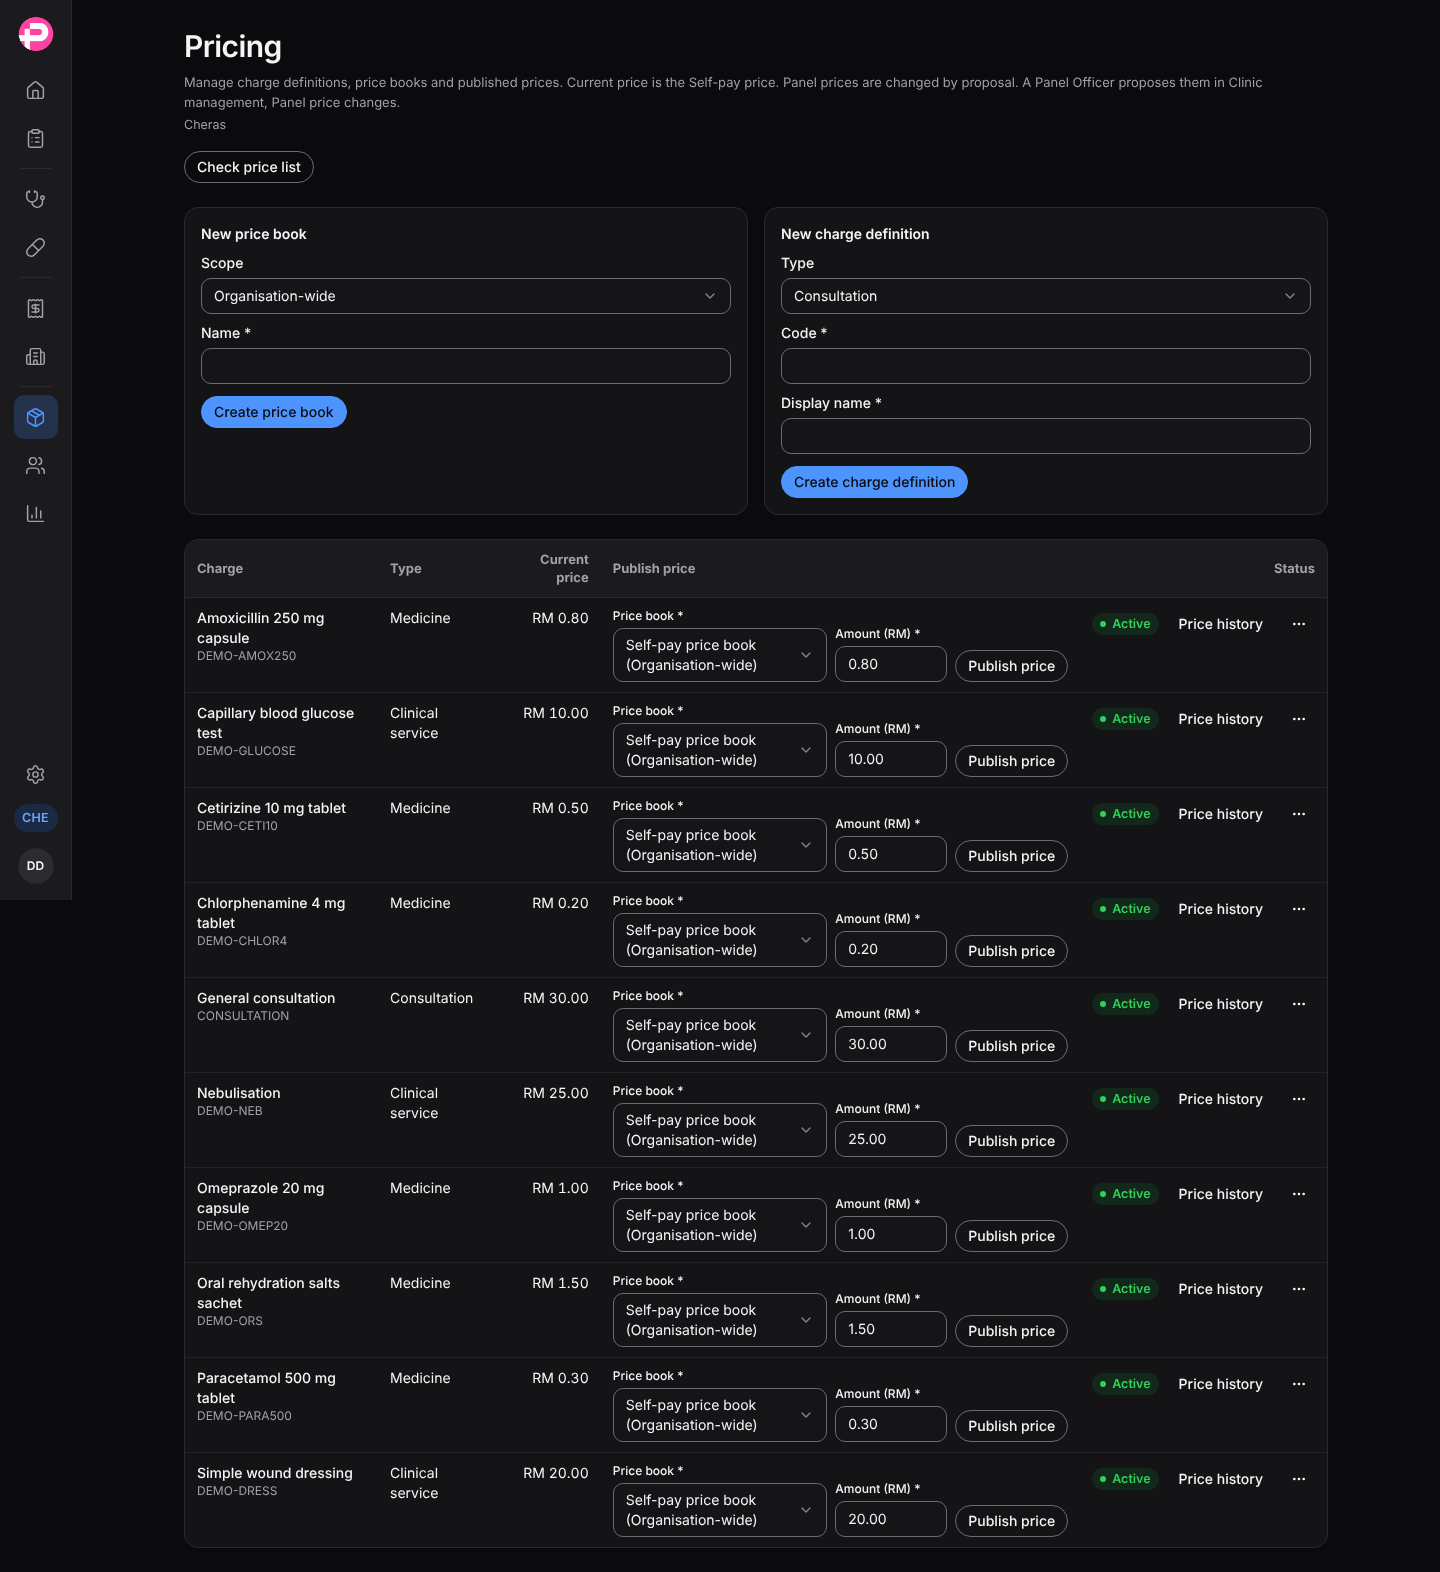 Pricing
Manage charge definitions, price books and published prices. Current price is the Self-pay price. Panel prices are changed by proposal. A Panel Officer proposes them in Clinic
management, Panel price changes.
Cheras
Check price list
New price book
Scope
Organisation-wide
Name *
Create price book
New charge definition
Type
Consultation
Code *
Display name *
Create charge definition
CHE
DD
Charge Type Current price Publish price Status
Amoxicillin 250 mg
capsule
DEMO-AMOX250
Medicine
RM 0.80
Price book *
Self-pay price book
(Organisation-wide)
Amount (RM) *
0.80
Publish price
Active
Price history
Capillary blood glucose
test
DEMO-GLUCOSE
Clinical
service
RM 10.00
Price book *
Self-pay price book
(Organisation-wide)
Amount (RM) *
10.00
Publish price
Active
Price history
Cetirizine 10 mg tablet
DEMO-CETI10
Medicine
RM 0.50
Price book *
Self-pay price book
(Organisation-wide)
Amount (RM) *
0.50
Publish price
Active
Price history
Chlorphenamine 4 mg
tablet
DEMO-CHLOR4
Medicine
RM 0.20
Price book *
Self-pay price book
(Organisation-wide)
Amount (RM) *
0.20
Publish price
Active
Price history
General consultation
CONSULTATION
Consultation
RM 30.00
Price book *
Self-pay price book
(Organisation-wide)
Amount (RM) *
30.00
Publish price
Active
Price history
Nebulisation
DEMO-NEB
Clinical
service
RM 25.00
Price book *
Self-pay price book
(Organisation-wide)
Amount (RM) *
25.00
Publish price
Active
Price history
Omeprazole 20 mg
capsule
DEMO-OMEP20
Medicine
RM 1.00
Price book *
Self-pay price book
(Organisation-wide)
Amount (RM) *
1.00
Publish price
Active
Price history
Oral rehydration salts
sachet
DEMO-ORS
Medicine
RM 1.50
Price book *
Self-pay price book
(Organisation-wide)
Amount (RM) *
1.50
Publish price
Active
Price history
Paracetamol 500 mg
tablet
DEMO-PARA500
Medicine
RM 0.30
Price book *
Self-pay price book
(Organisation-wide)
Amount (RM) *
0.30
Publish price
Active
Price history
Simple wound dressing
DEMO-DRESS
Clinical
service
RM 20.00
Price book *
Self-pay price book
(Organisation-wide)
Amount (RM) *
20.00
Publish price
Active
Price history